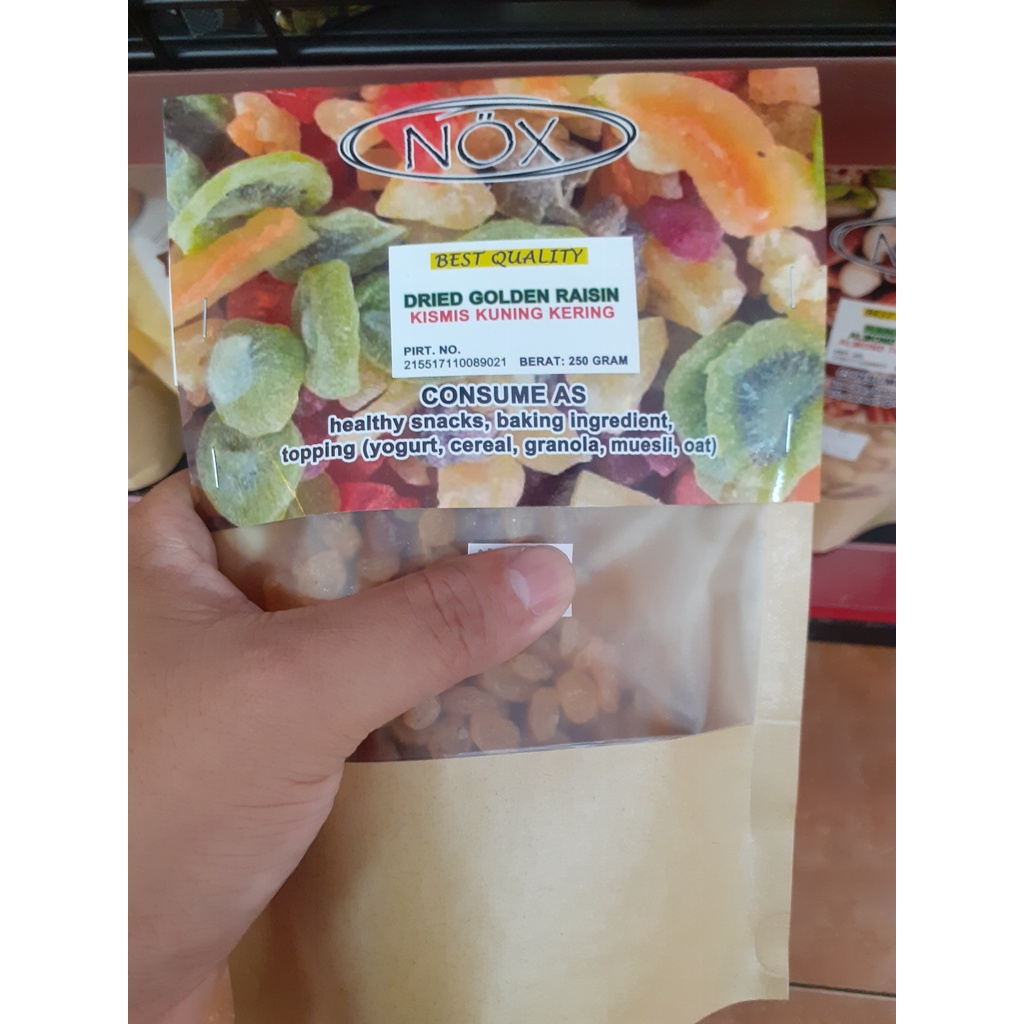 NÖX
BEST QUALITY
DRIED GOLDEN RAISIN
KISMIS KUNING KERING
PIRT. NO.
215517110089021 BERAT: 250 GRAM
CONSUME AS
healthy snacks, baking ingredient,
topping (yogurt, cereal, granola, muesli, oat)